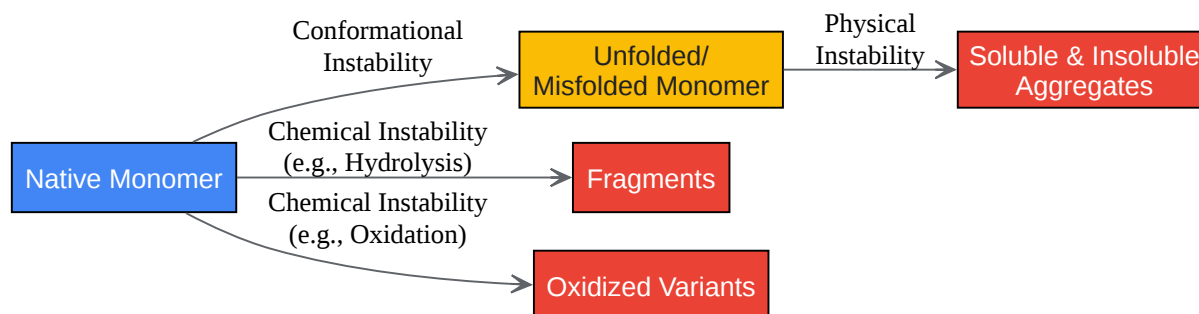 Conformational
Instability
Unfolded/
Misfolded Monomer
Physical
Instability
Soluble & Insoluble
Aggregates
Native Monomer
Chemical Instability
(e.g., Hydrolysis)
Fragments
Chemical Instability
(e.g., Oxidation)
Oxidized Variants